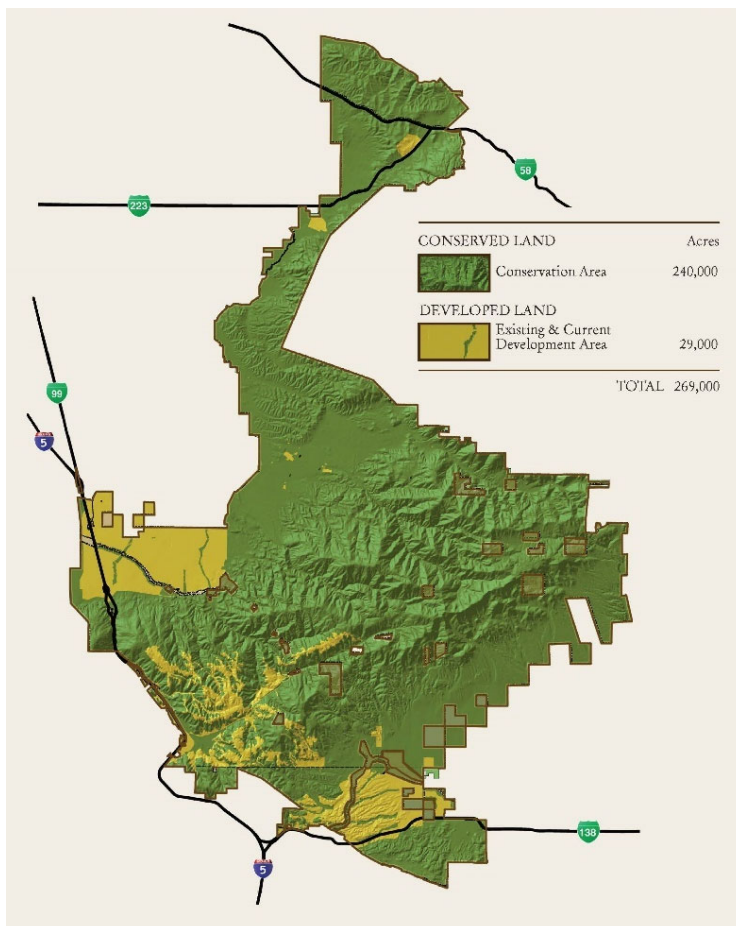 58
223
CONSERVED LAND Acres
Conservation Area 240,000
DEVELOPED LAND
Existing & Current
Development Area 29,000
TOTAL 269,000
99
5
138
5